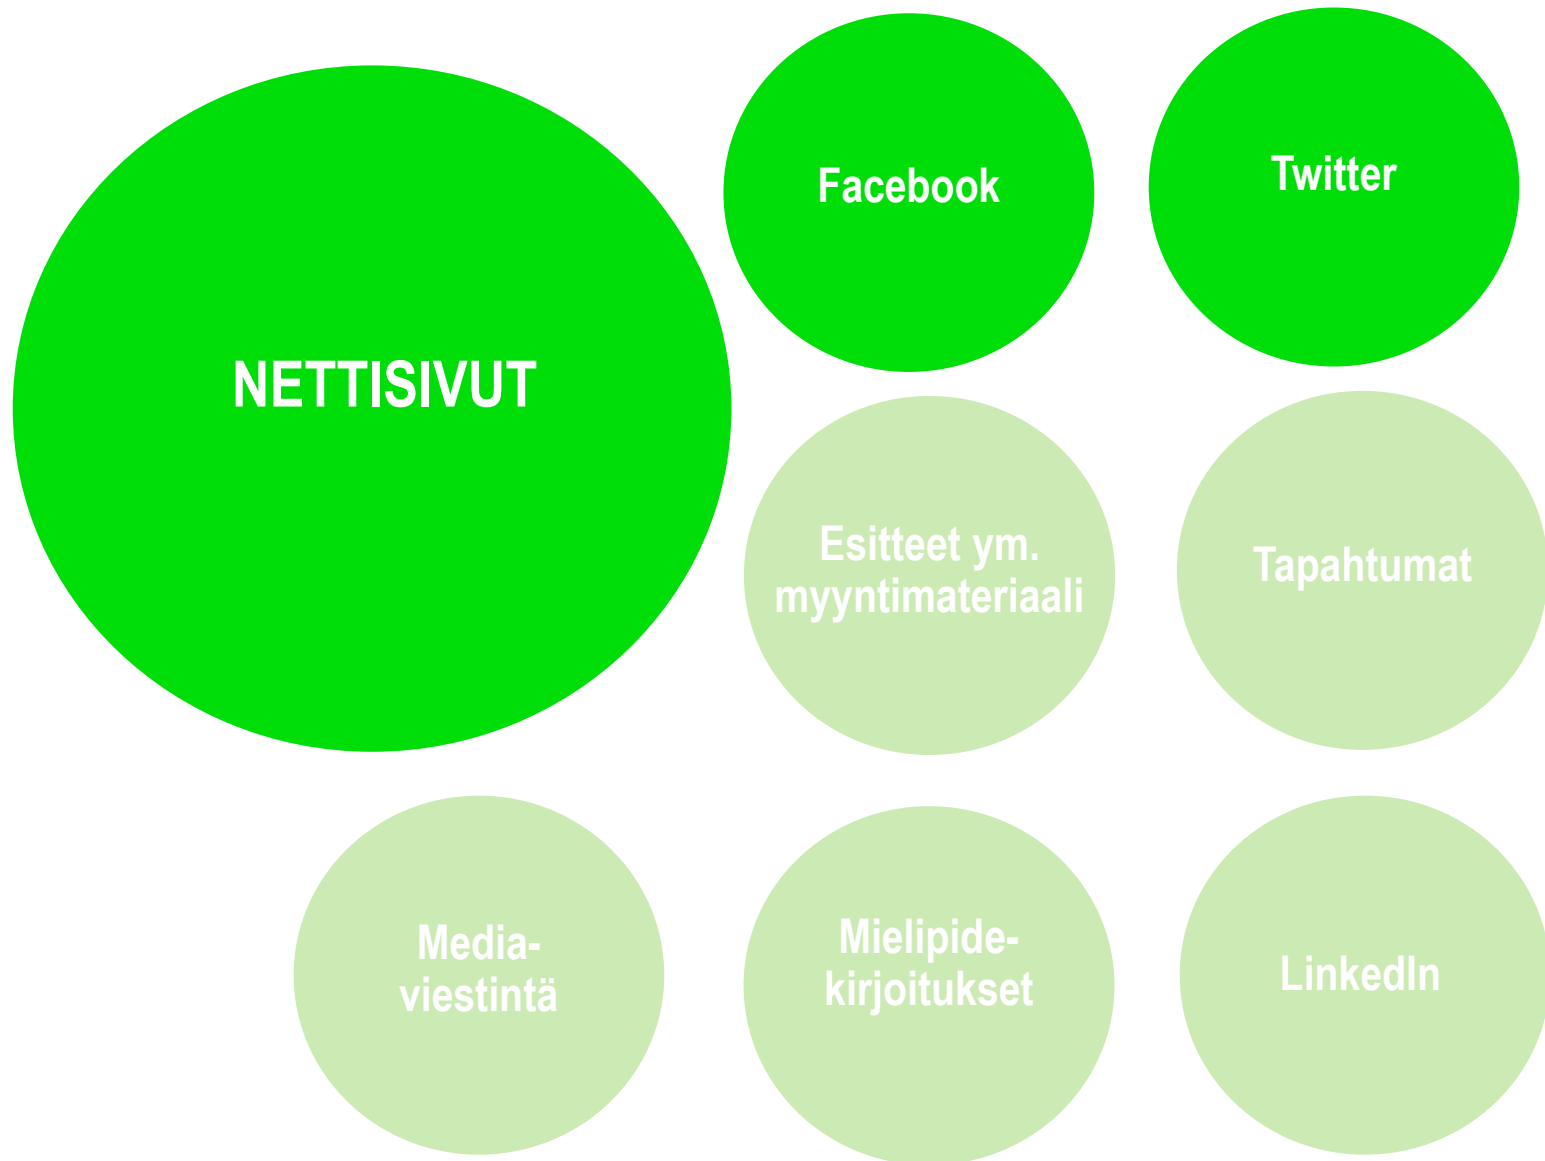 NETTISIVUT
Facebook
Twitter
Esitteet ym.
myyntimateriaali
Tapahtumat
Media-
viestintä
Mielipide-
kirjoitukset
LinkedIn